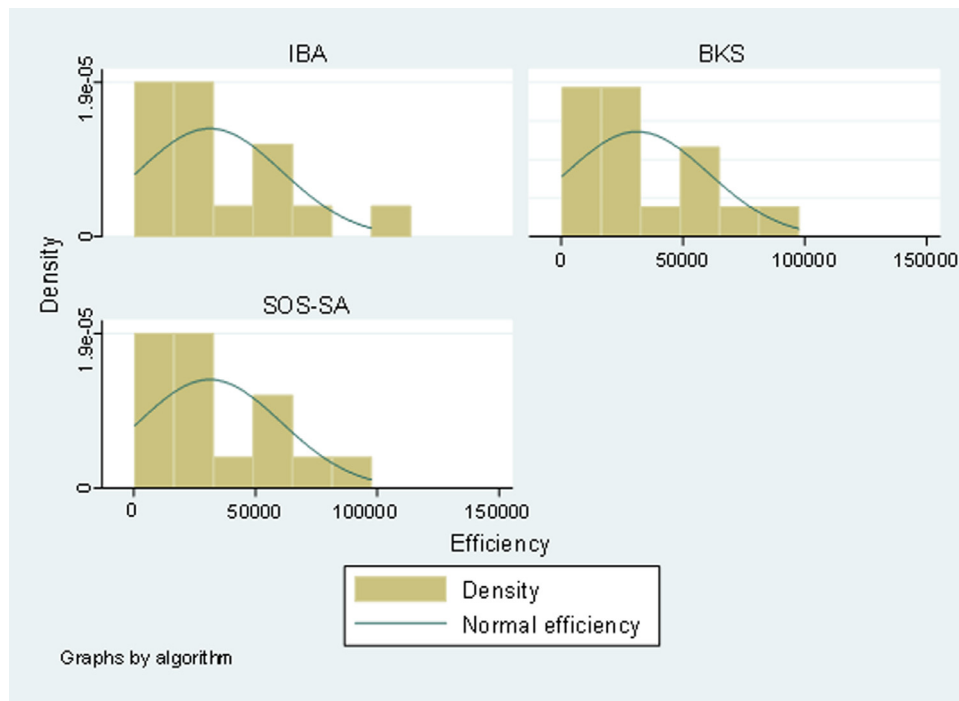 IBA
BKS
1.9e-05
0
0 50000 100000 150000
Density
SOS-SA
1.9e-05
0
0 50000 100000 150000
Efficiency
Density
Normal efficiency
Graphs by algorithm